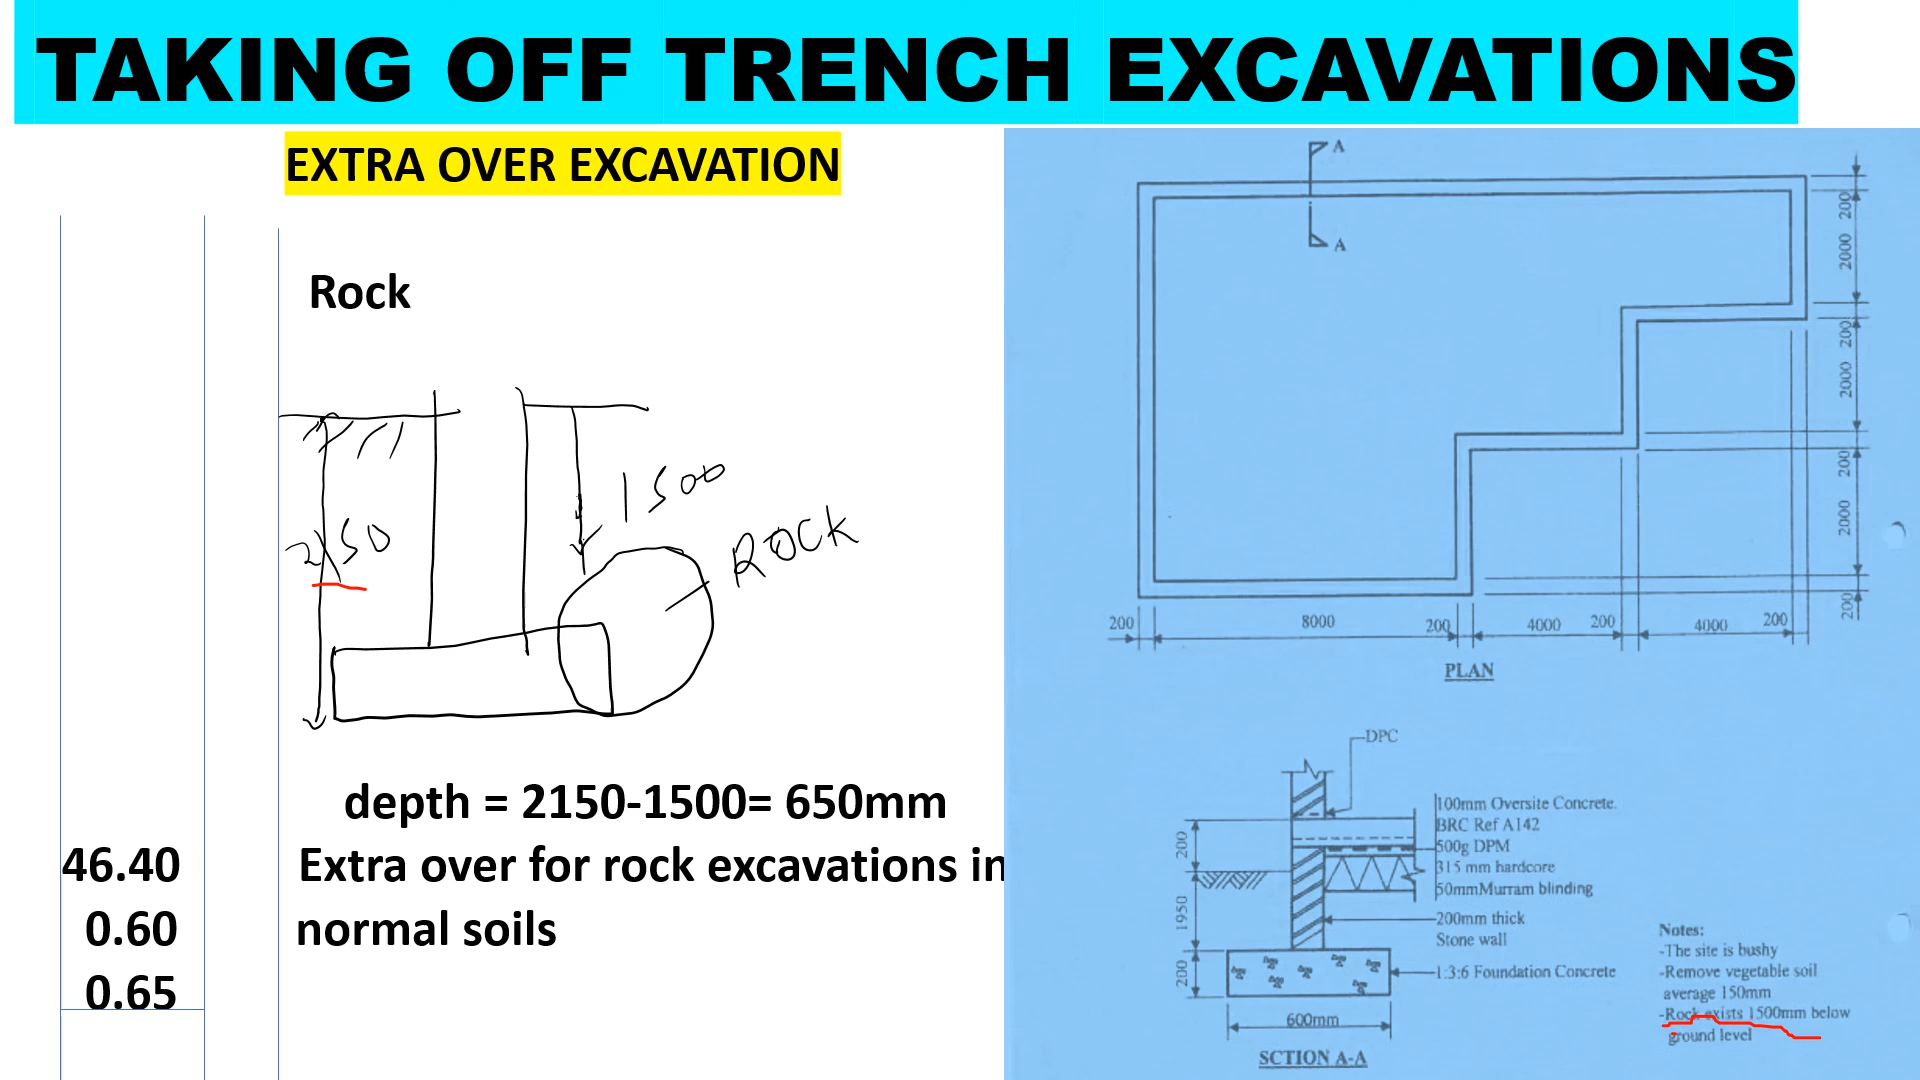 TAKING OFF TRENCH EXCAVATIONS
EXTRA OVER EXCAVATION
Rock
2150
1500
ROCK
depth = 2150-1500= 650mm
46.40 Extra over for rock excavations in
0.60 normal soils
0.65
A
A
200
2000
200
2000
200
2000
200
200 8000 200 4000 200 4000 200
PLAN
DPC
200
1950
200
100mm Oversite Concrete.
BRC Ref A142
500g DPM
315 mm hardcore
50mmMurram blinding
200mm thick
Stone wall
1:3:6 Foundation Concrete
600mm
SCTION A-A
Notes:
-The site is bushy
-Remove vegetable soil
average 150mm
-Rock exists 1500mm below
ground level